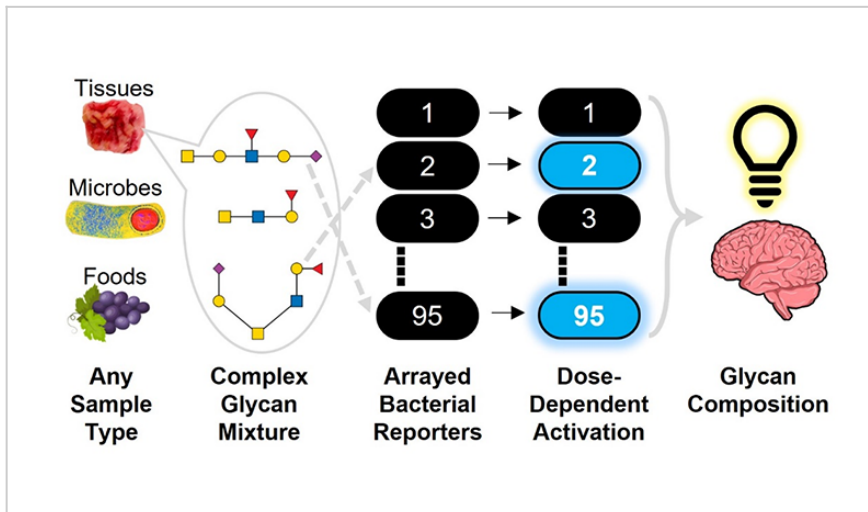 Tissues
Microbes
Foods
1
2
3
95
1
2
3
95
Any
Sample
Type
Complex
Glycan
Mixture
Arrayed
Bacterial
Reporters
Dose-
Dependent
Activation
Glycan
Composition